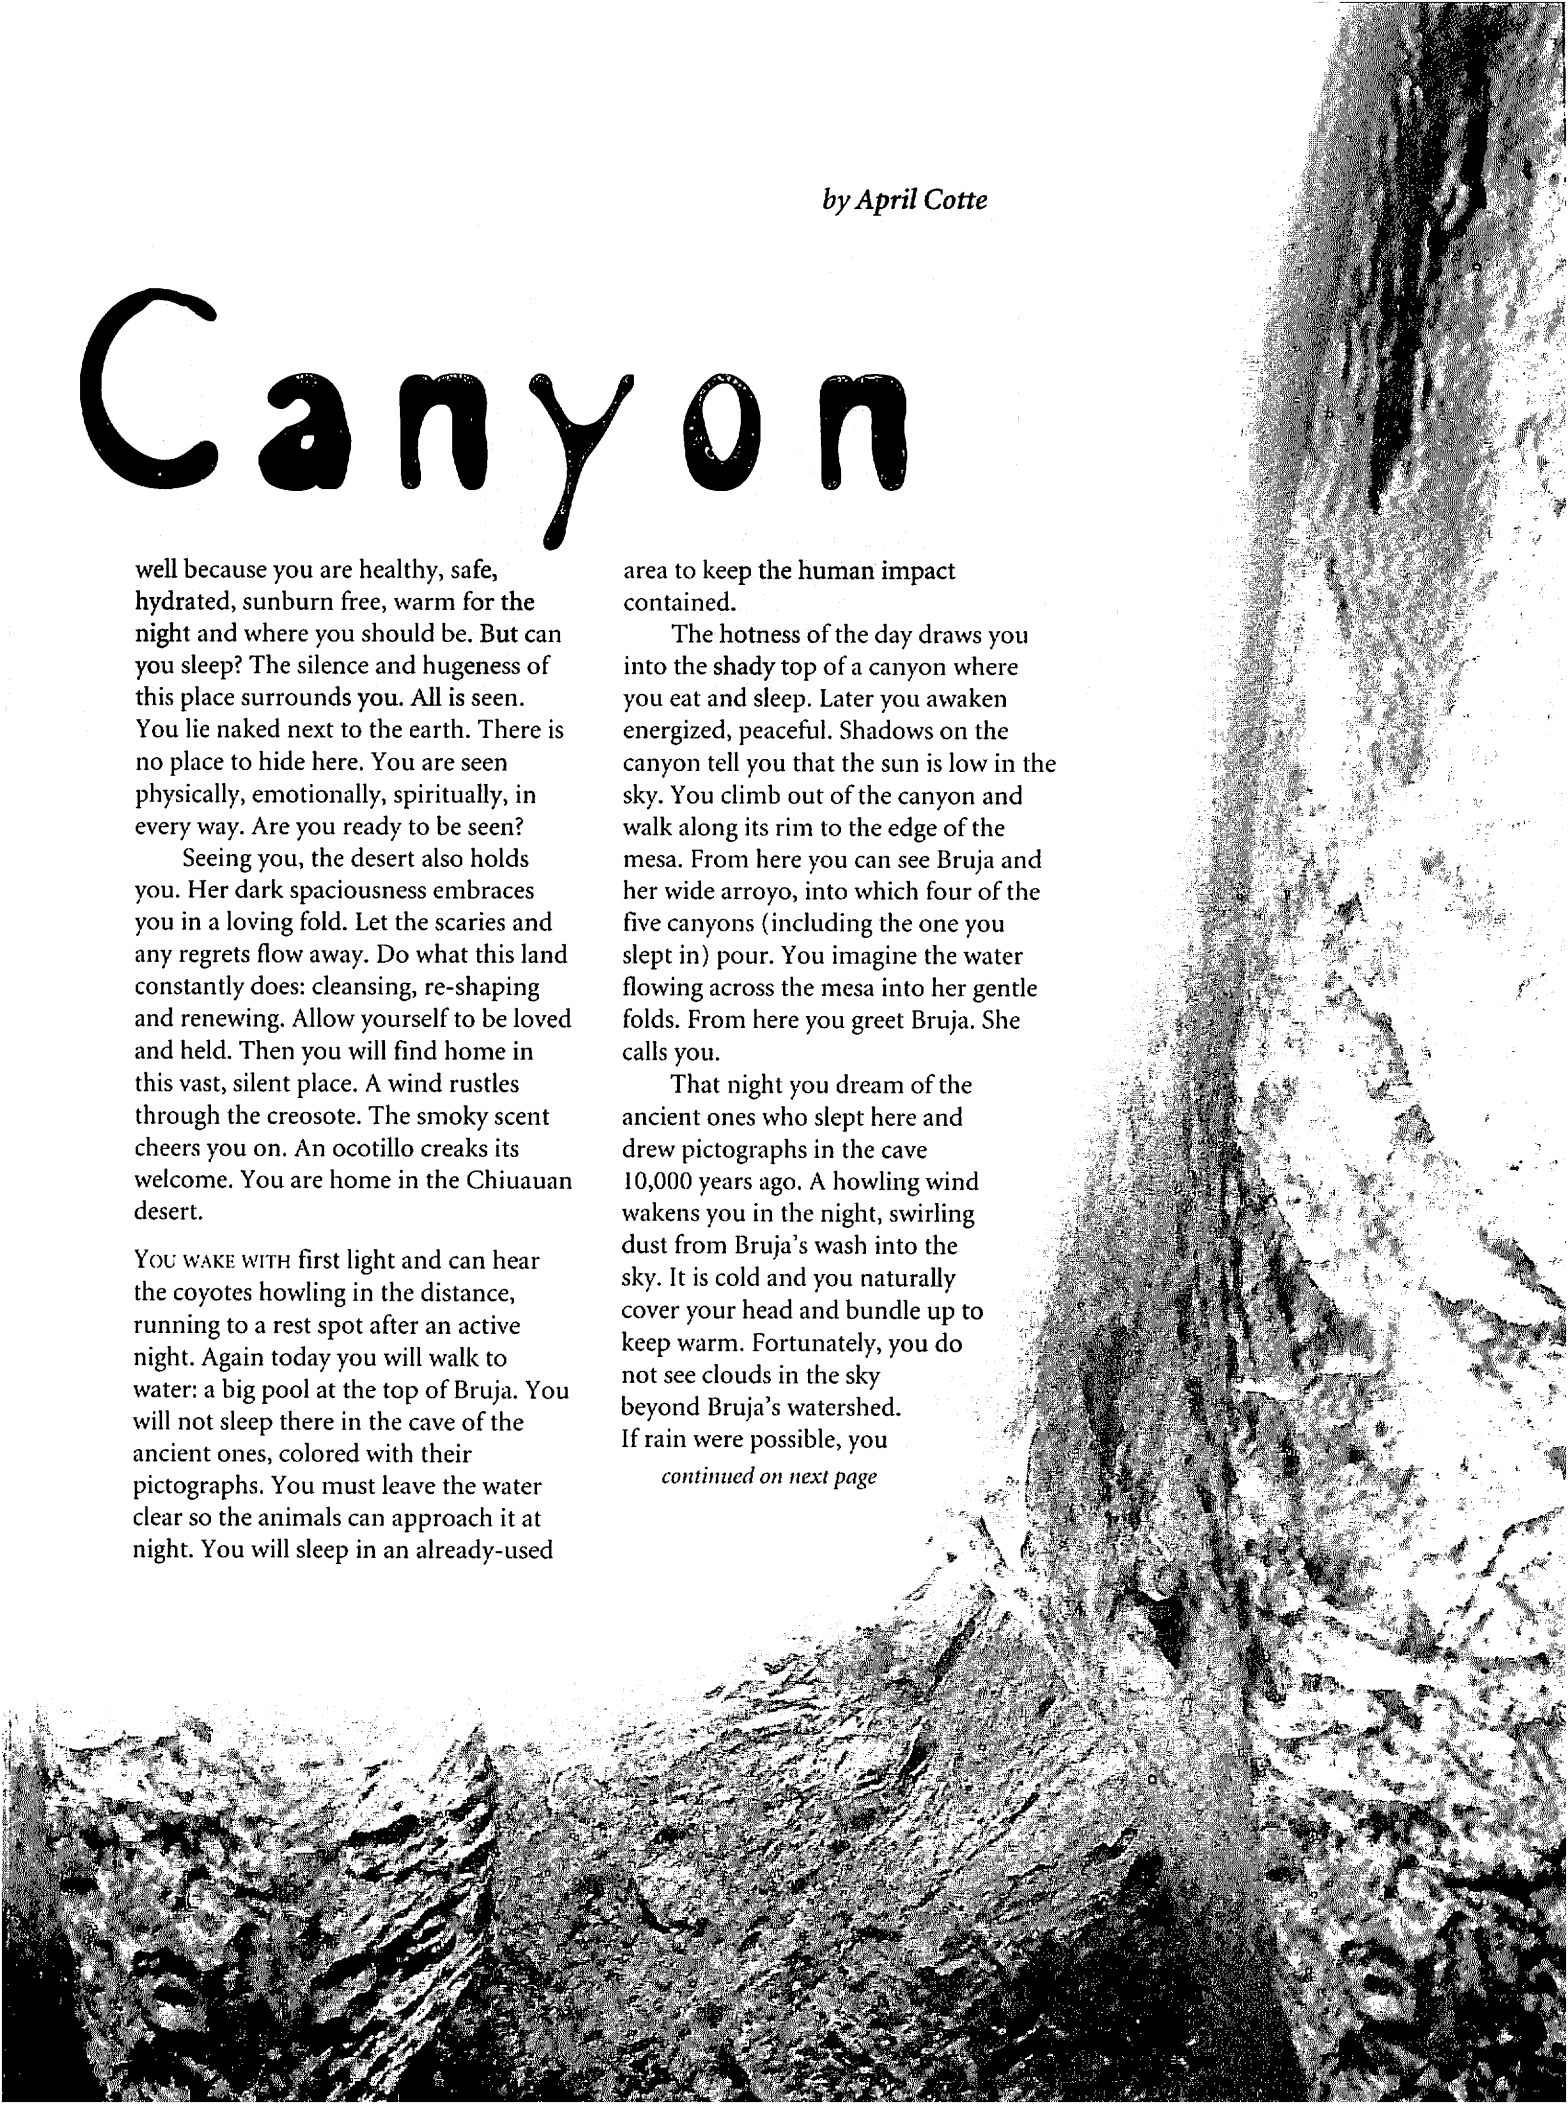 by April Cotte
Canyon
well because you are healthy, safe,
hydrated, sunburn free, warm for the
night and where you should be. But can
you sleep? The silence and hugeness of
this place surrounds you. All is seen.
You lie naked next to the earth. There is
no place to hide here. You are seen
physically, emotionally, spiritually, in
every way. Are you ready to be seen?
Seeing you, the desert also holds
you. Her dark spaciousness embraces
you in a loving fold. Let the scaries and
any regrets flow away. Do what this land
constantly does: cleansing, re-shaping
and renewing. Allow yourself to be loved
and held. Then you will find home in
this vast, silent place. A wind rustles
through the creosote. The smoky scent
cheers you on. An ocotillo creaks its
welcome. You are home in the Chiuauan
desert.
YOU WAKE WITH first light and can hear
the coyotes howling in the distance,
running to a rest spot after an active
night. Again today you will walk to
water: a big pool at the top of Bruja. You
will not sleep there in the cave of the
ancient ones, colored with their
pictographs. You must leave the water
clear so the animals can approach it at
night. You will sleep in an already-used
area to keep the human impact
contained.
The hotness of the day draws you
into the shady top of a canyon where
you eat and sleep. Later you awaken
energized, peaceful. Shadows on the
canyon tell you that the sun is low in the
sky. You climb out of the canyon and
walk along its rim to the edge of the
mesa. From here you can see Bruja and
her wide arroyo, into which four of the
five canyons (including the one you
slept in) pour. You imagine the water
flowing across the mesa into her gentle
folds. From here you greet Bruja. She
calls you.
That night you dream of the
ancient ones who slept here and
drew pictographs in the cave
10,000 years ago. A howling wind
wakens you in the night, swirling
dust from Bruja's wash into the
sky. It is cold and you naturally
cover your head and bundle up to
keep warm. Fortunately, you do
not see clouds in the sky
beyond Bruja's watershed.
If rain were possible, you
continued on next page